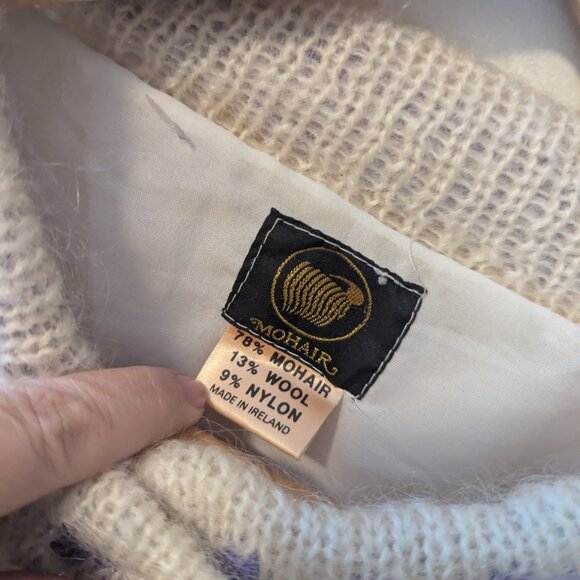 MOHAIR
78% MOHAIR
13% WOOL
9% NYLON
MADE IN IRELAND